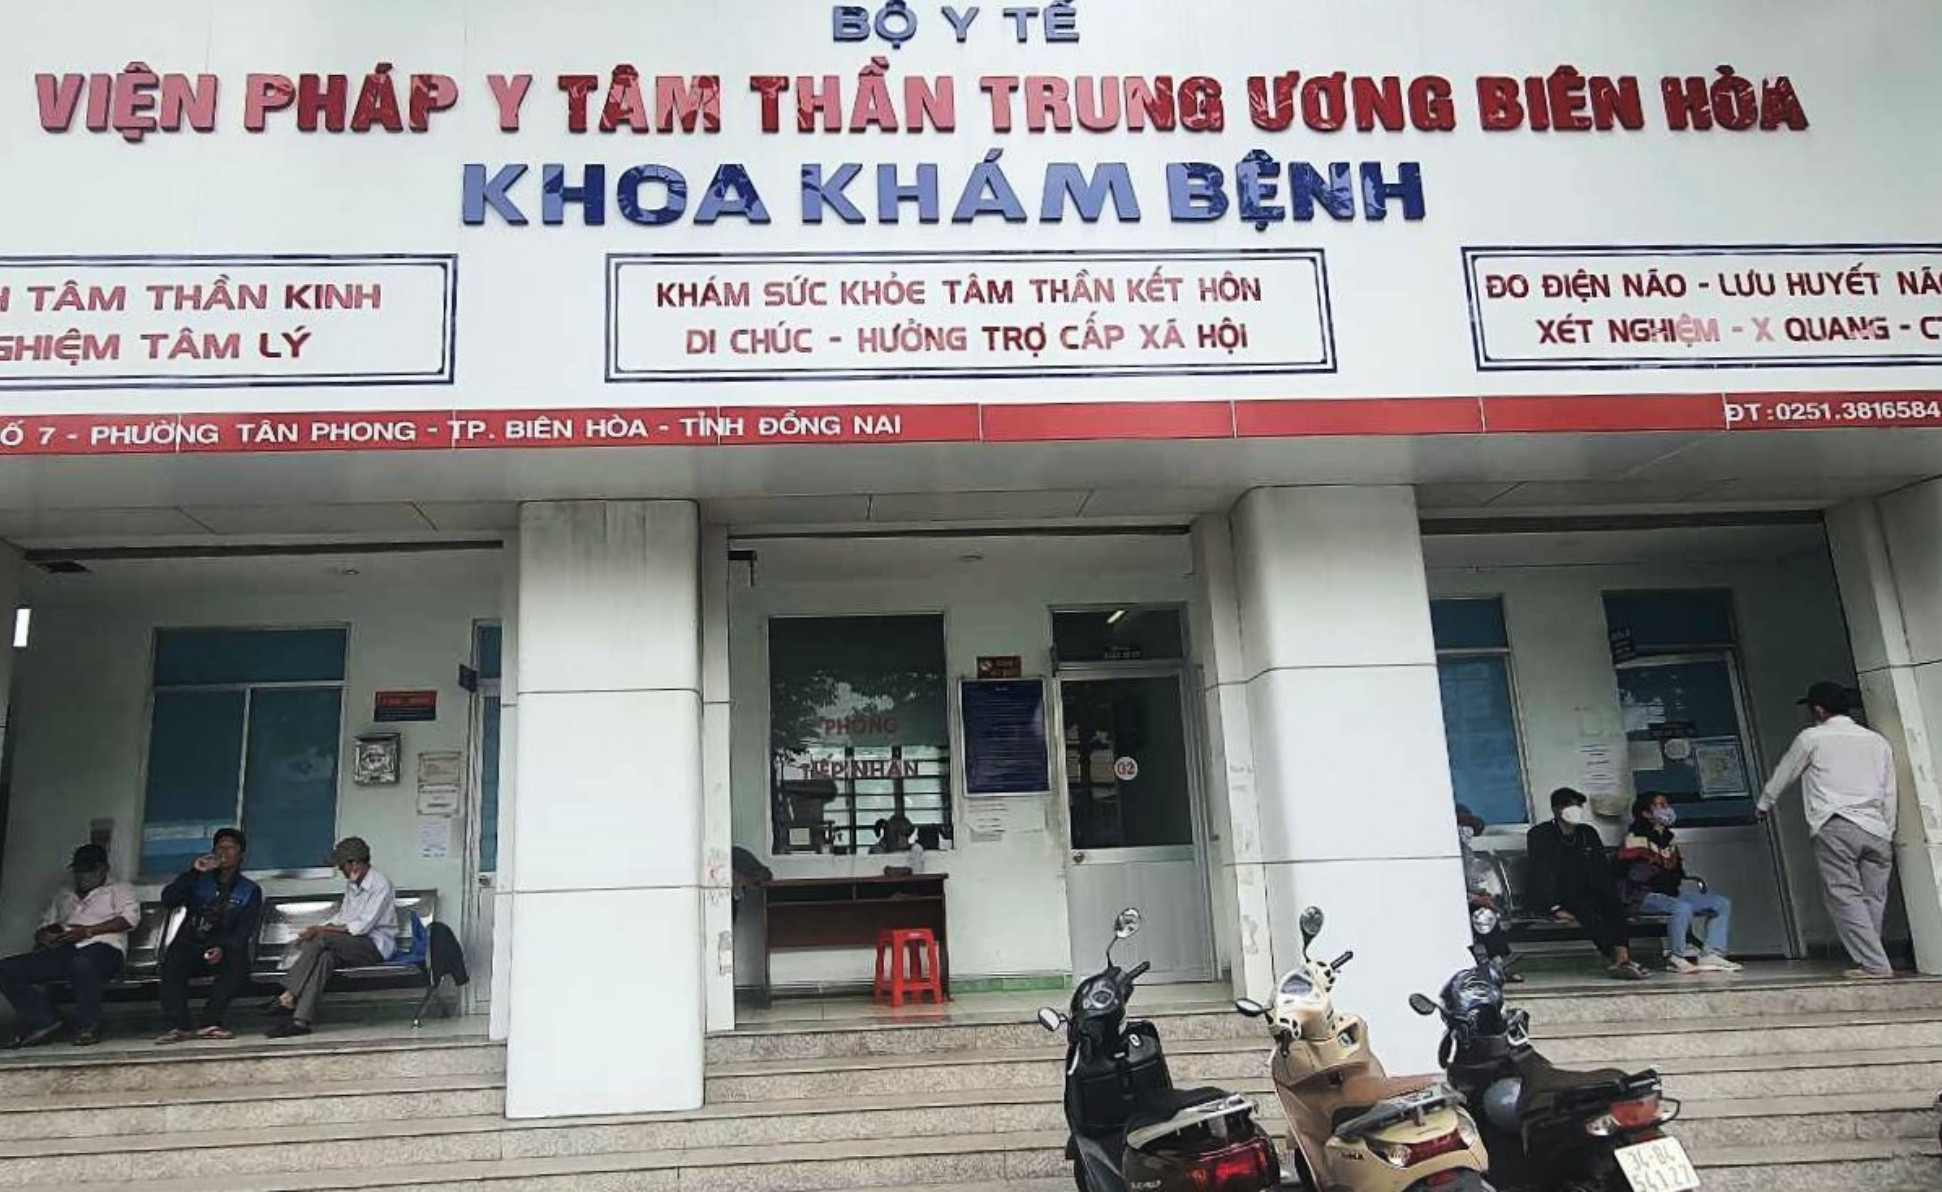 BỘ Y TẾ
VIỆN PHÁP Y TÂM THẦN TRUNG ƯƠNG BIÊN HÒA
KHOA KHÁM BỆNH
TÂM THẦN KINH
TÂM LÝ
KHÁM SỨC KHỎE TÂM THẦN KẾT HÔN
DI CHÚC - HƯỞNG TRỢ CẤP XÃ HỘI
ĐO ĐIỆN NÃO - LƯU HUYẾT
XÉT NGHIỆM - X QUANG -
7 - PHƯỜNG TÂN PHONG - TP. BIÊN HÒA - TỈNH ĐỒNG NAI
ĐT:0251.3816584
PHÒNG
TIẾP NHẬN
02
54127